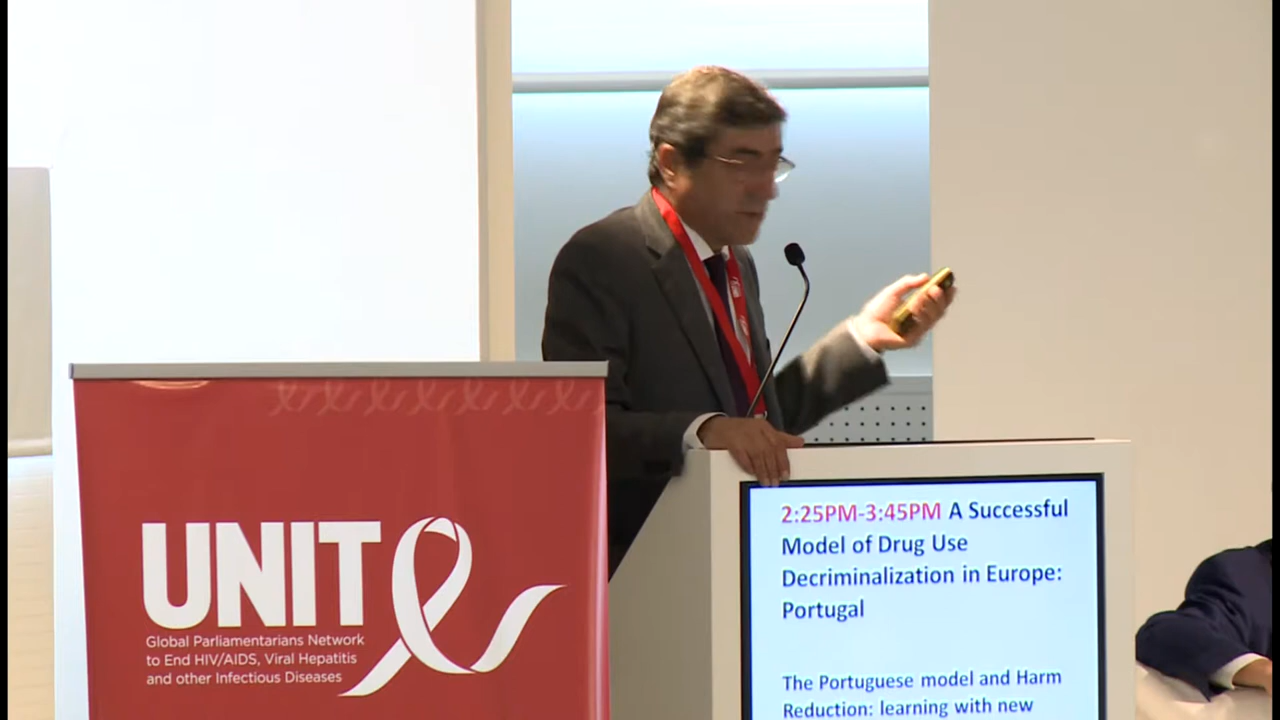 UNITe
Global Parliamentarians Network
to End HIV/AIDS, Viral Hepatitis
and other Infectious Diseases
2:25PM-3:45PM A Successful
Model of Drug Use
Decriminalization in Europe:
Portugal
The Portuguese model and Harm
Reduction: learning with new